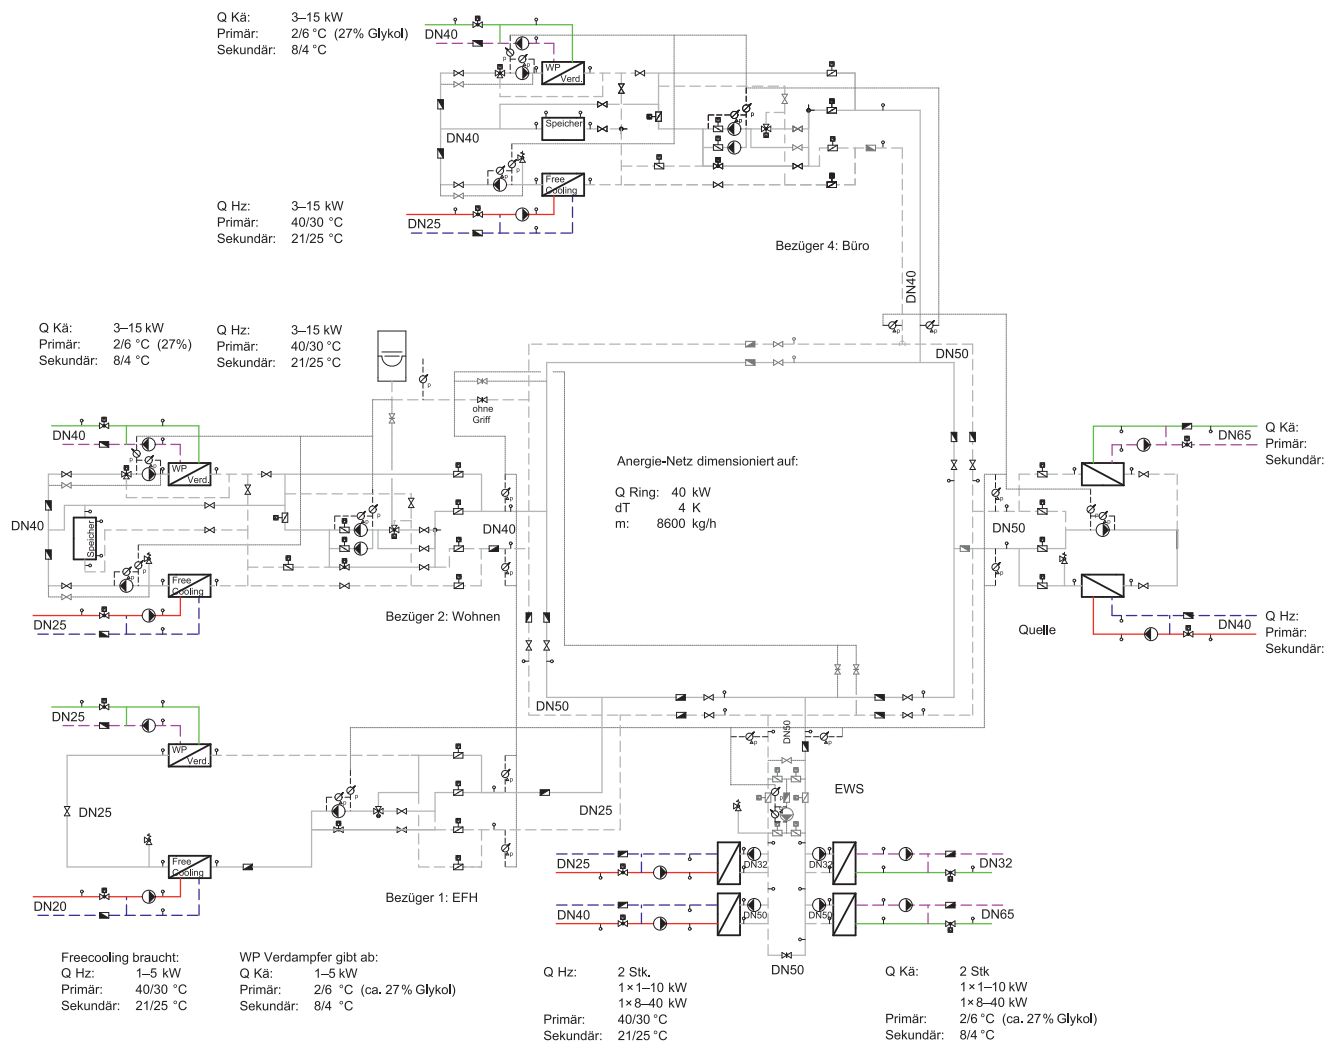 Q Kä: 3–15 kW
Primär: 2/6 °C (27% Glykol)
Sekundär: 8/4 °C
DN40
WP
Verd.
Speicher
DN40
Free
Cooling
Q Hz: 3–15 kW
Primär: 40/30 °C
Sekundär: 21/25 °C
DN25
Bezüger 4: Büro
DN40
DN50
Q Kä: 3–15 kW
Primär: 2/6 °C (27%)
Sekundär: 8/4 °C
Q Hz: 3–15 kW
Primär: 40/30 °C
Sekundär: 21/25 °C
ohne
Griff
DN40
WP
Verd.
DN40
Speicher
DN40
Free
Cooling
DN25
Bezüger 2: Wohnen
Energie-Netz dimensioniert auf:
Q Ring: 40 kW
dT 4 K
m: 8600 kg/h
DN65
Q Kä:
Primär:
Sekundär:
DN50
Quelle
Q Hz:
DN40
Primär:
Sekundär:
DN50
DN25
WP
Verd.
DN25
DN25
Free
Cooling
DN20
Bezüger 1: EFH
DN50
EWS
DN25
DN32
DN32
DN32
DN40
DN50
DN50
DN65
DN50
Freecooling braucht:
Q Hz: 1–5 kW
Primär: 40/30 °C
Sekundär: 21/25 °C
WP Verdampfer gibt ab:
Q Kä: 1–5 kW
Primär: 2/6 °C (ca. 27% Glykol)
Sekundär: 8/4 °C
Q Hz: 2 Stk.
1×1–10 kW
1×8–40 kW
Primär: 40/30 °C
Sekundär: 21/25 °C
Q Kä: 2 Stk
1×1–10 kW
1×8–40 kW
Primär: 2/6 °C (ca. 27% Glykol)
Sekundär: 8/4 °C